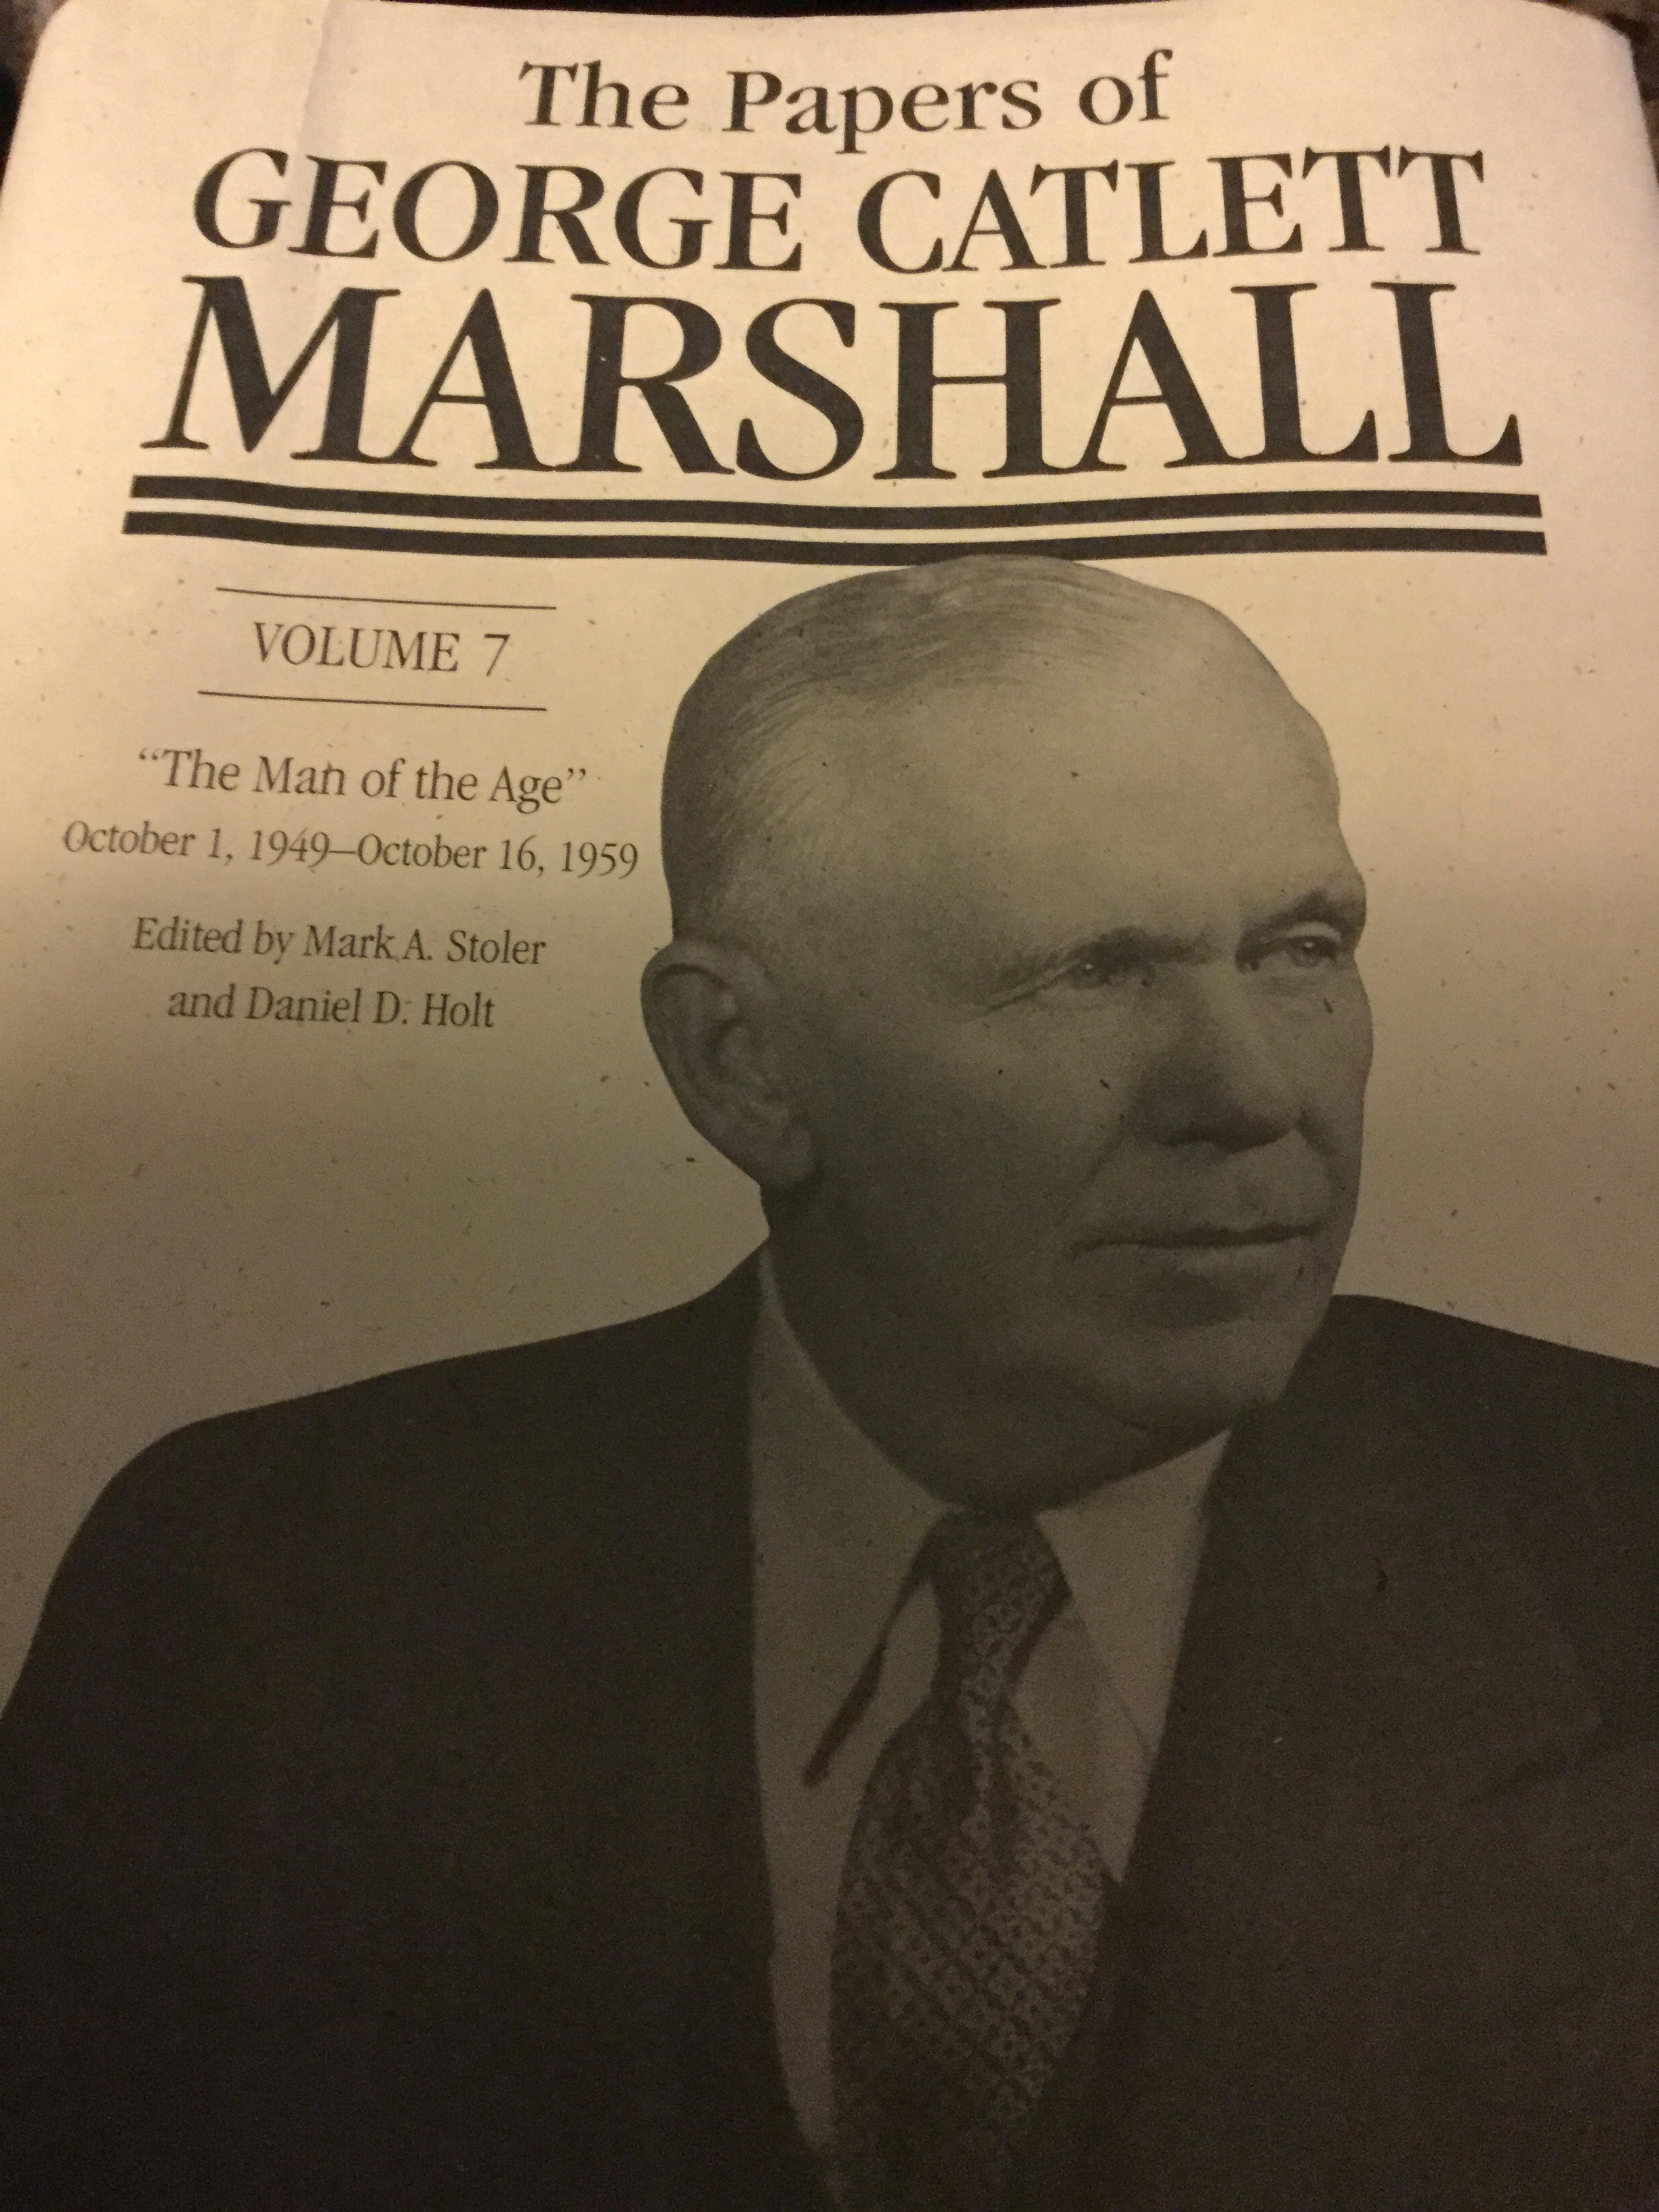 The Papers of
GEORGE CATLETT
MARSHALL
VOLUME 7
“The Man of the Age”
October 1, 1949–October 16, 1959
Edited by Mark A. Stoler
and Daniel D. Holt